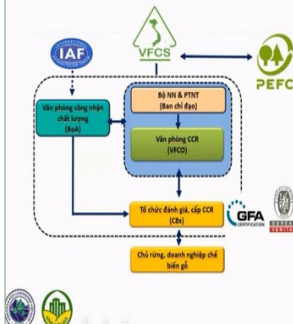 IAF
VFCS
PEFC
Văn phòng công nhận
chất lượng
(BoA)
Bộ NN & PTNT
(Ban chỉ đạo)
Văn phòng CCR
(VFCO)
Tổ chức đánh giá, cấp CCR
(CBs)
GFA
CERTIFICATION
Chủ rừng, doanh nghiệp chế
biến gỗ